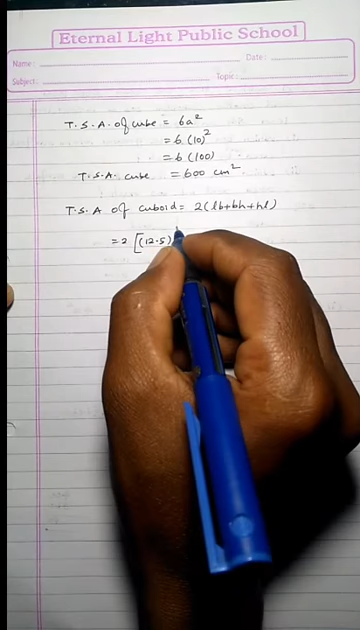 Eternal Light Public School
Name : Date :
Subject : Topic :
T.S.A. of cube = 6a²
= 6 (10)²
= 6 (100)
T.S.A. cube = 600 cm²
T.S.A of cuboid = 2(lb+bh+hl)
= 2 [(12.5)